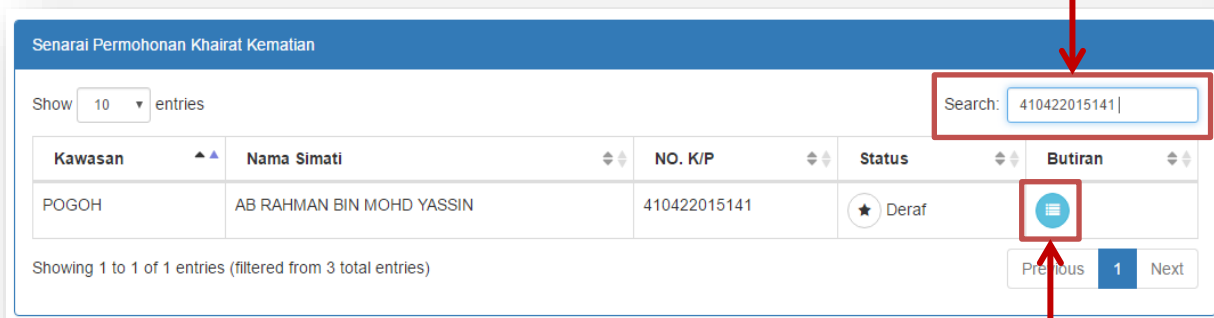 Senarai Permohonan Khairat Kematian
Show 10 entries Search: 410422015141
Kawasan Nama Simati NO. K/P Status Butiran
POGOH AB RAHMAN BIN MOHD YASSIN 410422015141 Deraf
Showing 1 to 1 of 1 entries (filtered from 3 total entries) Previous 1 Next